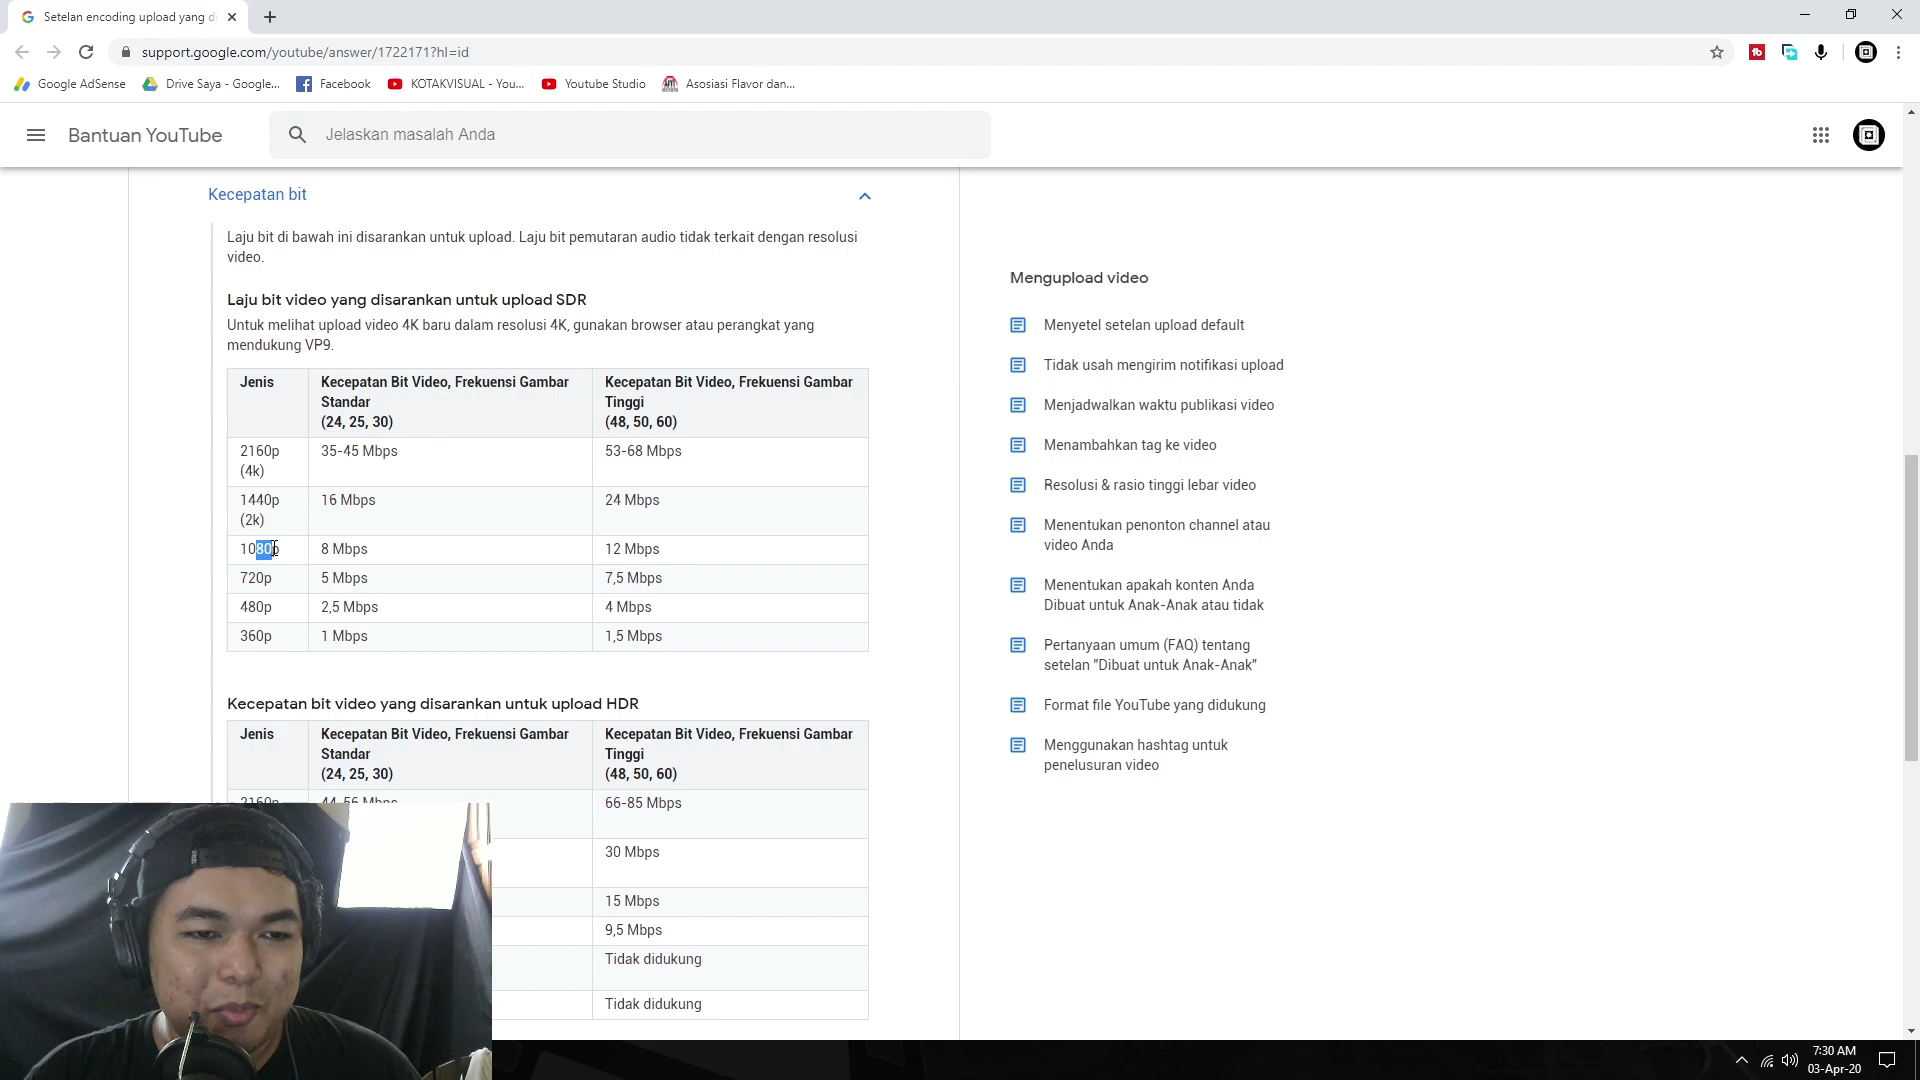 Setelan encoding upload yang di
support.google.com/youtube/answer/1722171?hl=id
Google AdSense
Drive Saya - Google...
Facebook
KOTAKVISUAL - You...
Youtube Studio
Asosiasi Flavor dan...
Bantuan YouTube
Jelaskan masalah Anda
Kecepatan bit
Laju bit di bawah ini disarankan untuk upload. Laju bit pemutaran audio tidak terkait dengan resolusi
video.
Laju bit video yang disarankan untuk upload SDR
Untuk melihat upload video 4K baru dalam resolusi 4K, gunakan browser atau perangkat yang
mendukung VP9.
Jenis
Kecepatan Bit Video, Frekuensi Gambar
Standar
(24, 25, 30)
Kecepatan Bit Video, Frekuensi Gambar
Tinggi
(48, 50, 60)
2160p
(4k)
35-45 Mbps
53-68 Mbps
1440p
(2k)
16 Mbps
24 Mbps
1080p
8 Mbps
12 Mbps
720p
5 Mbps
7,5 Mbps
480p
2,5 Mbps
4 Mbps
360p
1 Mbps
1,5 Mbps
Kecepatan bit video yang disarankan untuk upload HDR
Jenis
Kecepatan Bit Video, Frekuensi Gambar
Standar
(24, 25, 30)
Kecepatan Bit Video, Frekuensi Gambar
Tinggi
(48, 50, 60)
2160p
44-56 Mbps
66-85 Mbps
30 Mbps
15 Mbps
9,5 Mbps
Tidak didukung
Tidak didukung
Mengupload video
Menyetel setelan upload default
Tidak usah mengirim notifikasi upload
Menjadwalkan waktu publikasi video
Menambahkan tag ke video
Resolusi & rasio tinggi lebar video
Menentukan penonton channel atau
video Anda
Menentukan apakah konten Anda
Dibuat untuk Anak-Anak atau tidak
Pertanyaan umum (FAQ) tentang
setelan "Dibuat untuk Anak-Anak"
Format file YouTube yang didukung
Menggunakan hashtag untuk
penelusuran video
7:30 AM
03-Apr-20